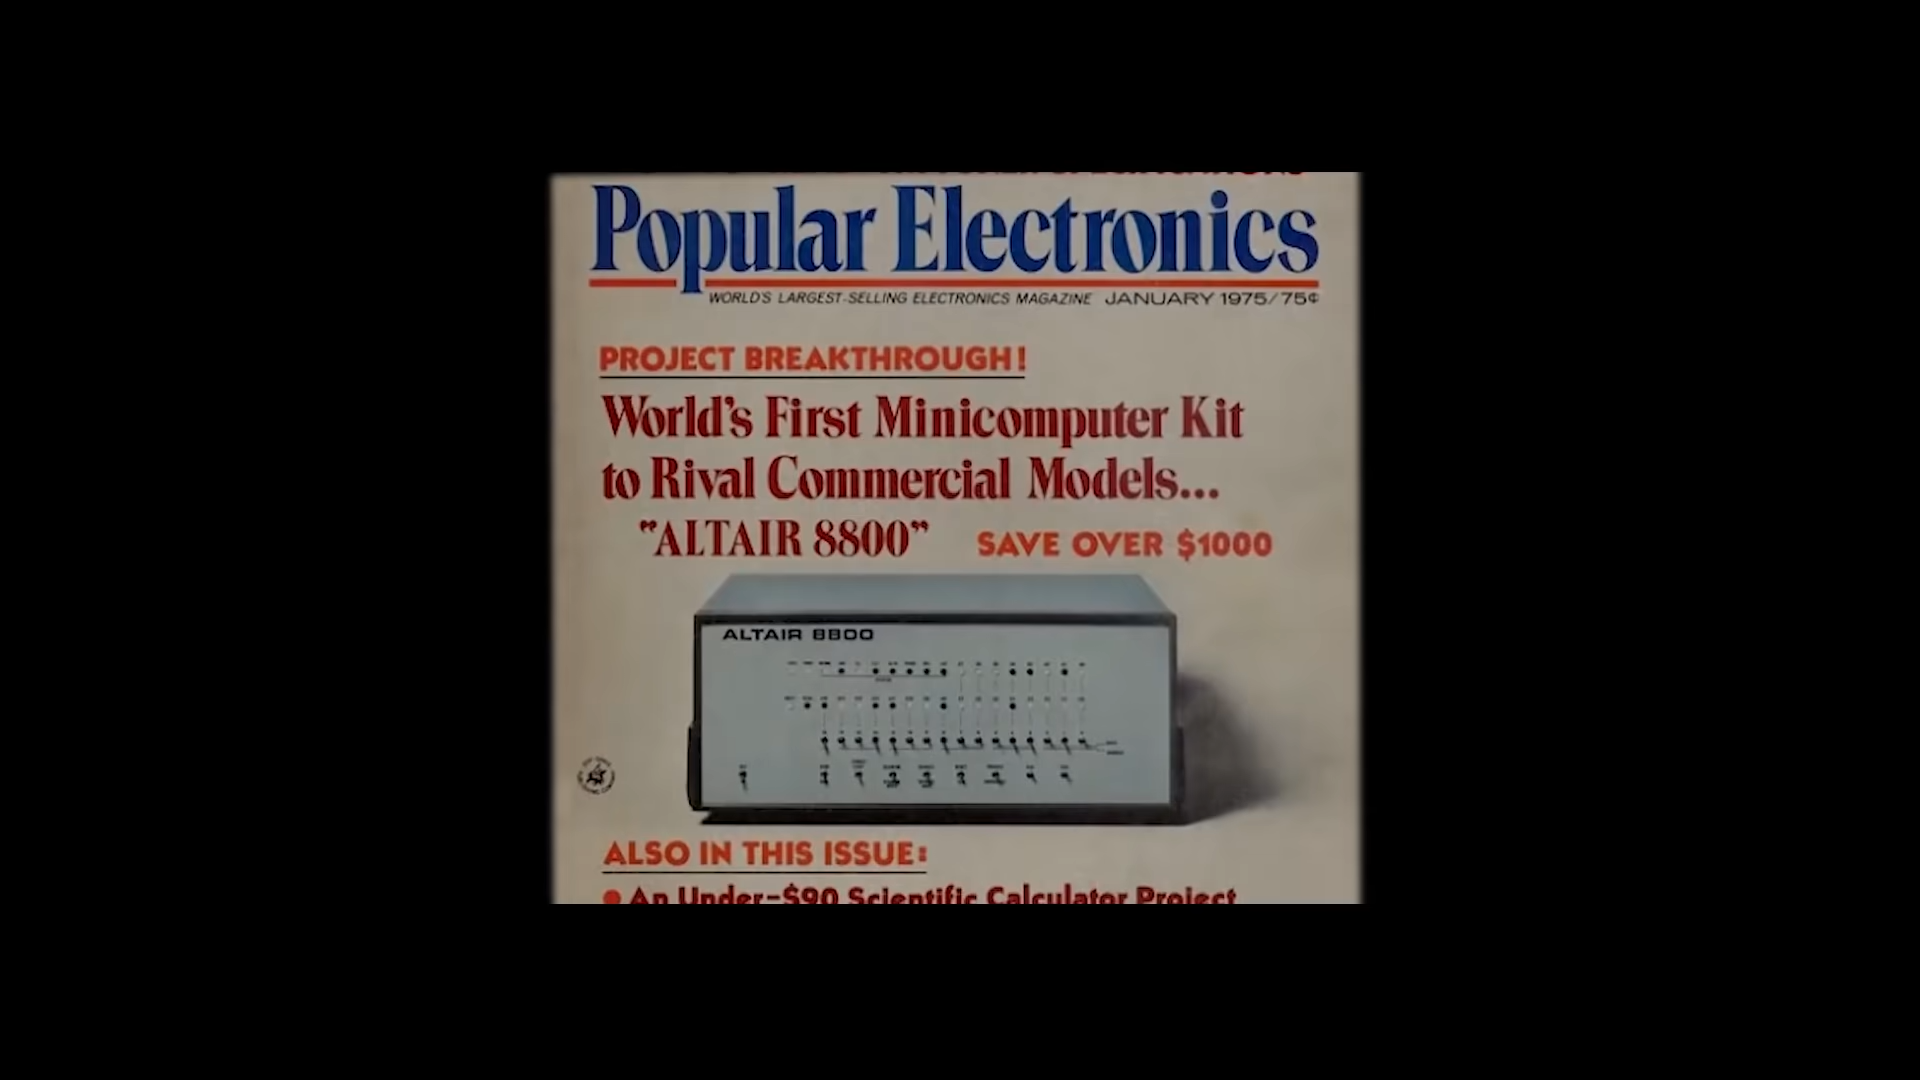 Popular Electronics
WORLD'S LARGEST-SELLING ELECTRONICS MAGAZINE JANUARY 1975/75¢
PROJECT BREAKTHROUGH!
World's First Minicomputer Kit
to Rival Commercial Models...
"ALTAIR 8800" SAVE OVER $1000
ALTAIR 8800
ALSO IN THIS ISSUE:
• An Under-$90 Scientific Calculator Project